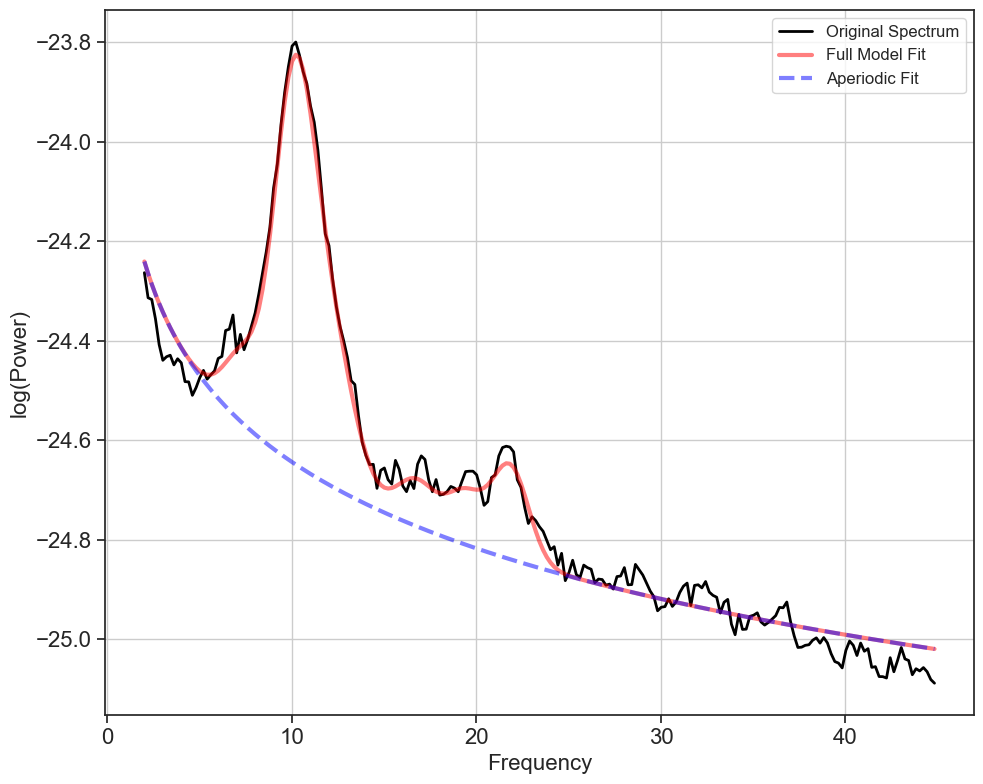 Original Spectrum
Full Model Fit
Aperiodic Fit
log(Power)
−23.8
−24.0
−24.2
−24.4
−24.6
−24.8
−25.0
0
10
20
30
40
Frequency